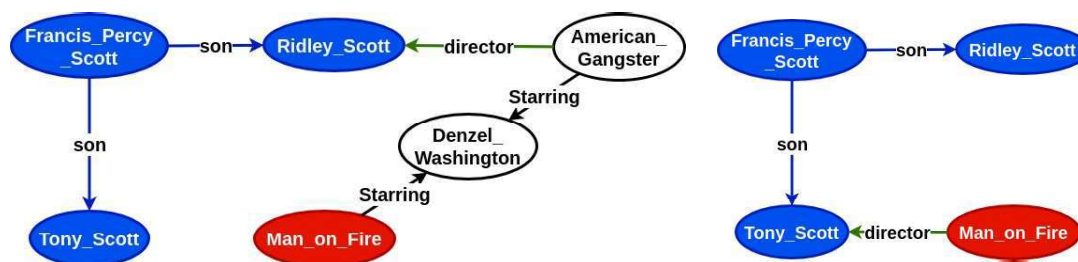 Francis_Percy
_Scott
son
Ridley_Scott
director
American_
Gangster
Starring
Denzel_
Washington
son
Starring
Tony_Scott
Man_on_Fire
Francis_Percy
_Scott
son
Ridley_Scott
son
Tony_Scott
director
Man_on_Fire